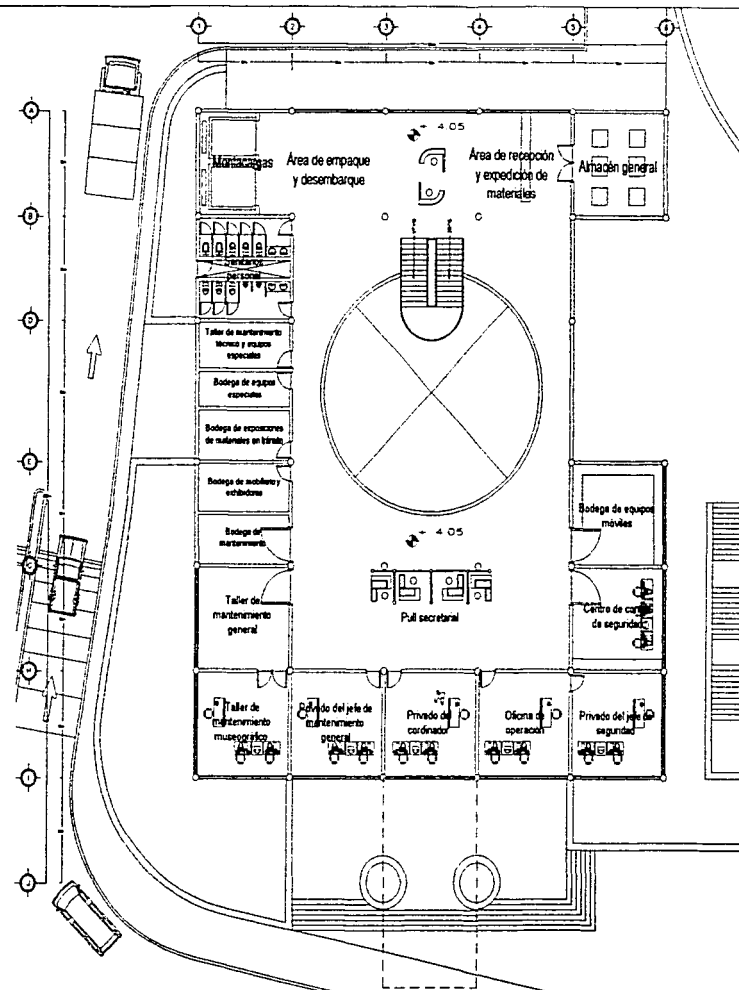 1 2 3 4 5 6
A
B
D
E
G
H
I
J
4.05
Montacargas
Área de empaque
y desembarque
Área de recepción
y expedición de
materiales
Almacén general
Sanitarios
personal
Taller de mantenimiento
técnico y equipos
especiales
Bodega de equipos
especiales
Bodega de exposiciones
de materiales en tránsito
Bodega de mobiliario y
exhibidores
Bodega de
mantenimiento
4.05
Bodega de equipos
móviles
Taller de
mantenimiento
general
Pull secretarial
Centro de
de seguridad
Taller de
mantenimiento
museográfico
Privado del jefe de
mantenimiento
general
Privado del
cordinador
Oficina de
operación
Privado del jefe de
seguridad